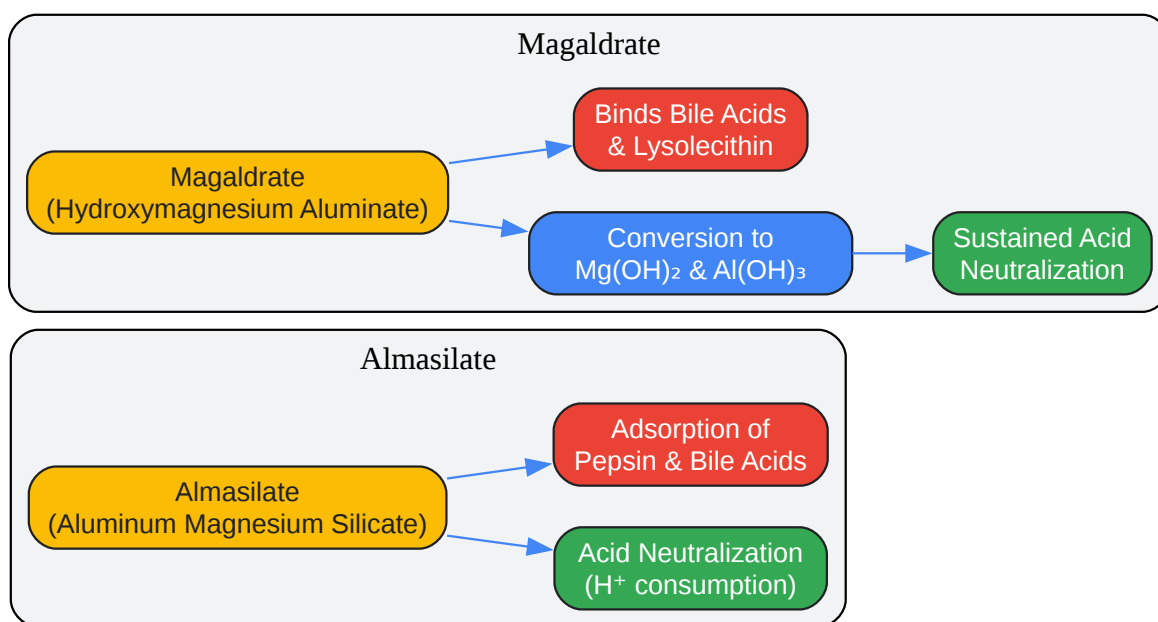 Magaldrate
Binds Bile Acids
& Lysolecithin
Magaldrate
(Hydroxymagnesium Aluminate)
Conversion to
Mg(OH)₂ & Al(OH)₃
Sustained Acid
Neutralization
Almasilate
Adsorption of
Pepsin & Bile Acids
Almasilate
(Aluminum Magnesium Silicate)
Acid Neutralization
(H⁺ consumption)